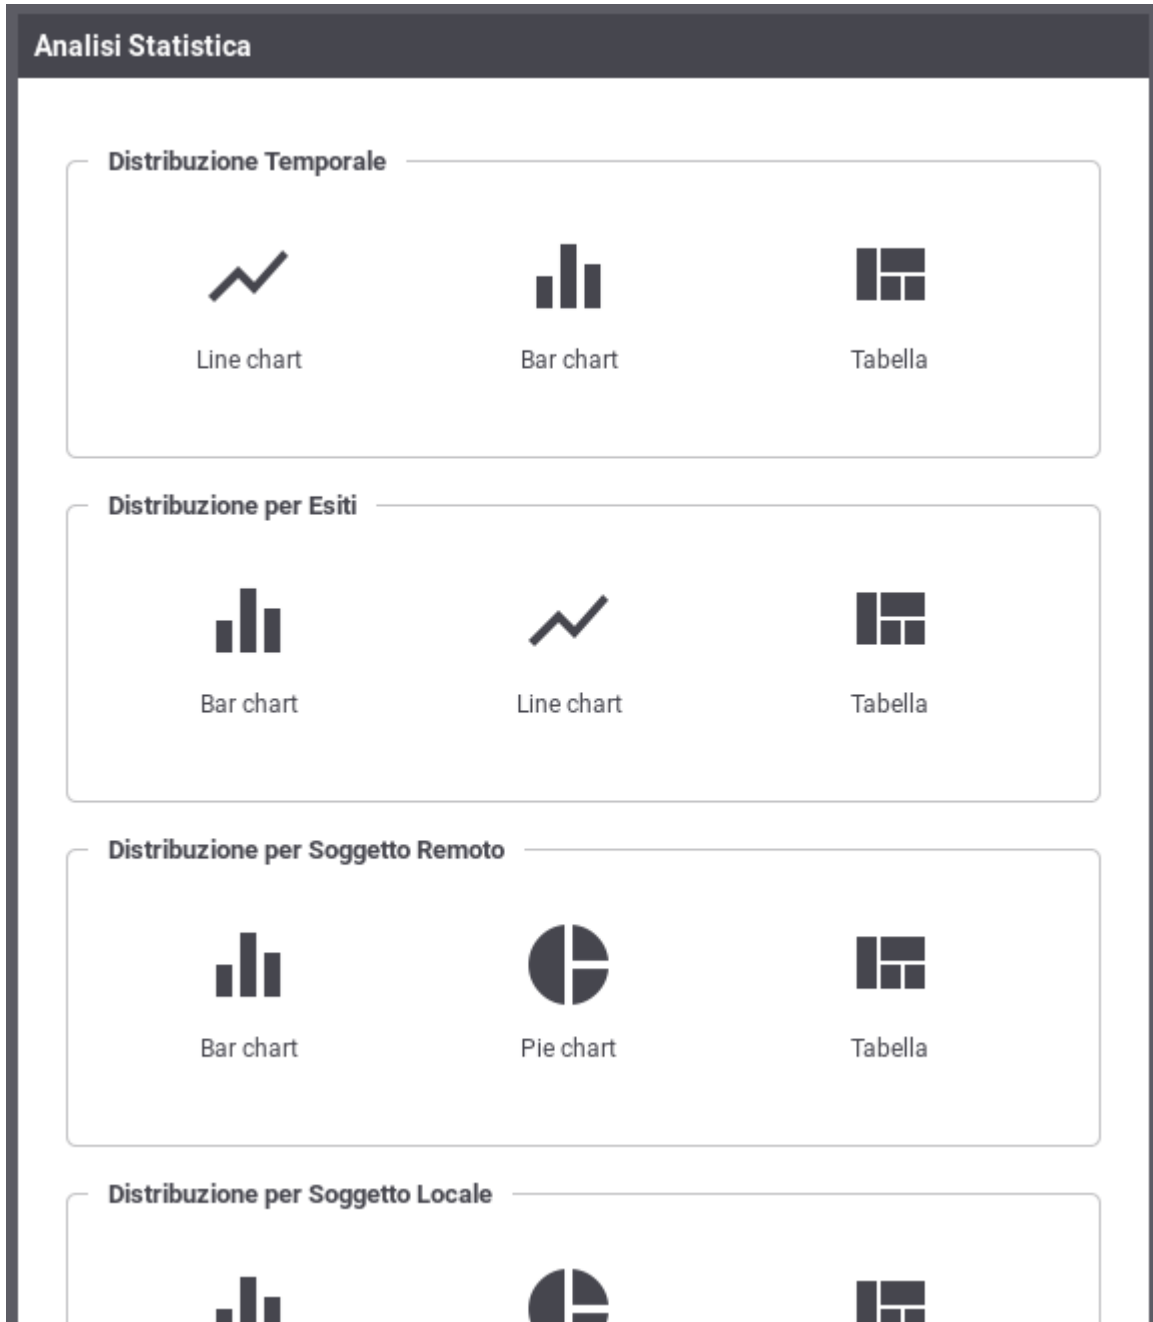 Analisi Statistica
Distribuzione Temporale
Line chart Bar chart Tabella
Distribuzione per Esiti
Bar chart Line chart Tabella
Distribuzione per Soggetto Remoto
Bar chart Pie chart Tabella
Distribuzione per Soggetto Locale